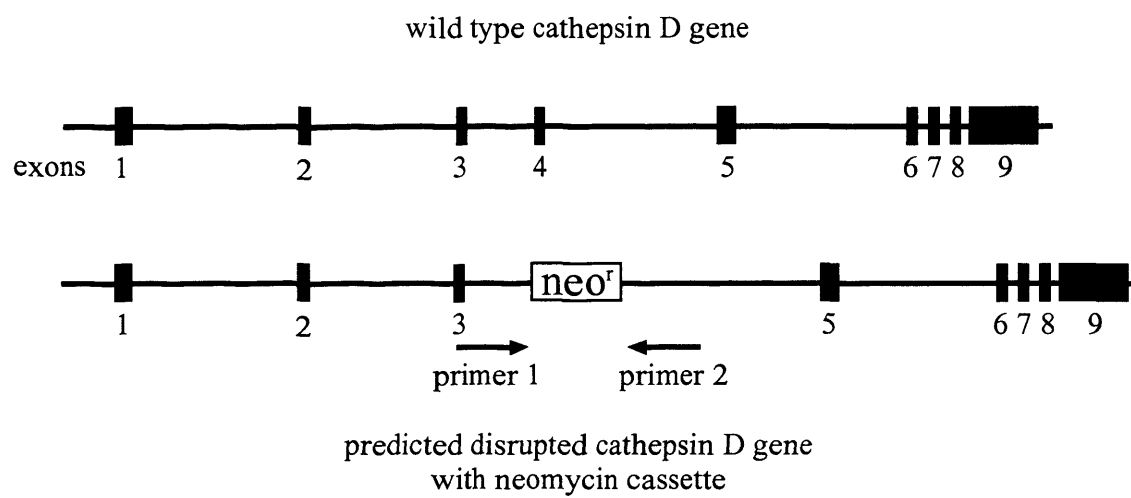 wild type cathepsin D gene
exons 1 2 3 4 5 6 7 8 9
neoʳ
1 2 3 5 6 7 8 9
primer 1 primer 2
predicted disrupted cathepsin D gene
with neomycin cassette